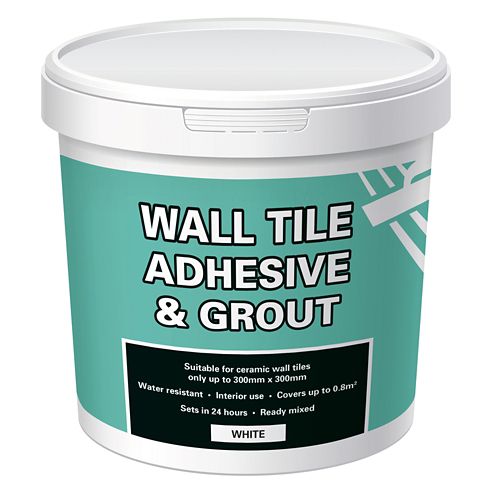 WALL TILE
ADHESIVE
& GROUT
Suitable for ceramic wall tiles
only up to 300mm x 300mm
Water resistant • Interior use • Covers up to 0.8m²
Sets in 24 hours • Ready mixed
WHITE